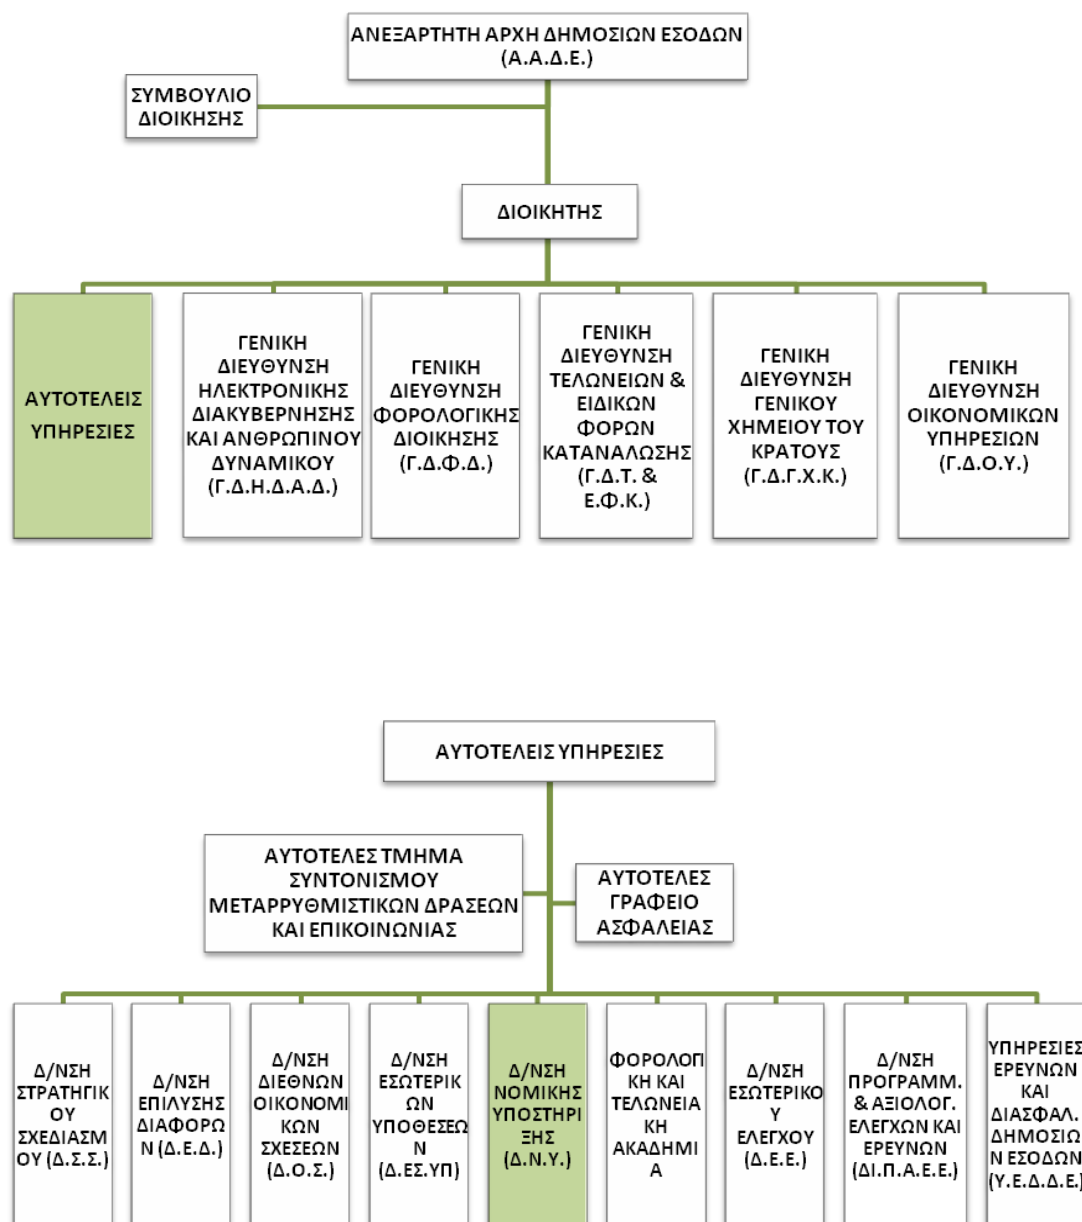 ΑΝΕΞΑΡΤΗΤΗ ΑΡΧΗ ΔΗΜΟΣΙΩΝ ΕΣΟΔΩΝ
(Α.Α.Δ.Ε.)
ΣΥΜΒΟΥΛΙΟ
ΔΙΟΙΚΗΣΗΣ
ΔΙΟΙΚΗΤΗΣ
ΑΥΤΟΤΕΛΕΙΣ
ΥΠΗΡΕΣΙΕΣ
ΓΕΝΙΚΗ
ΔΙΕΥΘΥΝΣΗ
ΗΛΕΚΤΡΟΝΙΚΗΣ
ΔΙΑΚΥΒΕΡΝΗΣΗΣ
ΚΑΙ ΑΝΘΡΩΠΙΝΟΥ
ΔΥΝΑΜΙΚΟΥ
(Γ.Δ.Η.Δ.Α.Δ.)
ΓΕΝΙΚΗ
ΔΙΕΥΘΥΝΣΗ
ΦΟΡΟΛΟΓΙΚΗΣ
ΔΙΟΙΚΗΣΗΣ
(Γ.Δ.Φ.Δ.)
ΓΕΝΙΚΗ
ΔΙΕΥΘΥΝΣΗ
ΤΕΛΩΝΕΙΩΝ &
ΕΙΔΙΚΩΝ
ΦΟΡΩΝ
ΚΑΤΑΝΑΛΩΣΗΣ
(Γ.Δ.Τ. &
Ε.Φ.Κ.)
ΓΕΝΙΚΗ
ΔΙΕΥΘΥΝΣΗ
ΓΕΝΙΚΟΥ
ΧΗΜΕΙΟΥ ΤΟΥ
ΚΡΑΤΟΥΣ
(Γ.Δ.Γ.Χ.Κ.)
ΓΕΝΙΚΗ
ΔΙΕΥΘΥΝΣΗ
ΟΙΚΟΝΟΜΙΚΩΝ
ΥΠΗΡΕΣΙΩΝ
(Γ.Δ.Ο.Υ.)
ΑΥΤΟΤΕΛΕΙΣ ΥΠΗΡΕΣΙΕΣ
ΑΥΤΟΤΕΛΕΣ ΤΜΗΜΑ
ΣΥΝΤΟΝΙΣΜΟΥ
ΜΕΤΑΡΡΥΘΜΙΣΤΙΚΩΝ ΔΡΑΣΕΩΝ
ΚΑΙ ΕΠΙΚΟΙΝΩΝΙΑΣ
ΑΥΤΟΤΕΛΕΣ
ΓΡΑΦΕΙΟ
ΑΣΦΑΛΕΙΑΣ
Δ/ΝΣΗ
ΣΤΡΑΤΗΓΙΚ
ΟΥ
ΣΧΕΔΙΑΣΜ
ΟΥ (Δ.Σ.Σ.)
Δ/ΝΣΗ
ΕΠΙΛΥΣΗΣ
ΔΙΑΦΟΡΩ
Ν (Δ.Ε.Δ.)
Δ/ΝΣΗ
ΔΙΕΘΝΩΝ
ΟΙΚΟΝΟΜΙ
ΚΩΝ
ΣΧΕΣΕΩΝ
(Δ.Ο.Σ.)
Δ/ΝΣΗ
ΕΣΩΤΕΡΙΚ
ΩΝ
ΥΠΟΘΕΣΕΩ
Ν
(Δ.ΕΣ.ΥΠ)
Δ/ΝΣΗ
ΝΟΜΙΚΗΣ
ΥΠΟΣΤΗΡΙ
ΞΗΣ
(Δ.Ν.Υ.)
ΦΟΡΟΛΟΓΙ
ΚΗ ΚΑΙ
ΤΕΛΩΝΕΙΑ
ΚΗ
ΑΚΑΔΗΜΙ
Α
Δ/ΝΣΗ
ΕΣΩΤΕΡΙΚΟ
Υ
ΕΛΕΓΧΟΥ
(Δ.Ε.Ε.)
Δ/ΝΣΗ
ΠΡΟΓΡΑΜΜ.
& ΑΞΙΟΛΟΓ.
ΕΛΕΓΧΩΝ ΚΑΙ
ΕΡΕΥΝΩΝ
(ΔΙ.Π.Α.Ε.Ε.)
ΥΠΗΡΕΣΙΕΣ
ΕΡΕΥΝΩΝ
ΚΑΙ
ΔΙΑΣΦΑΛ.
ΔΗΜΟΣΙΩ
Ν ΕΣΟΔΩΝ
(Υ.Ε.Δ.Δ.Ε.)